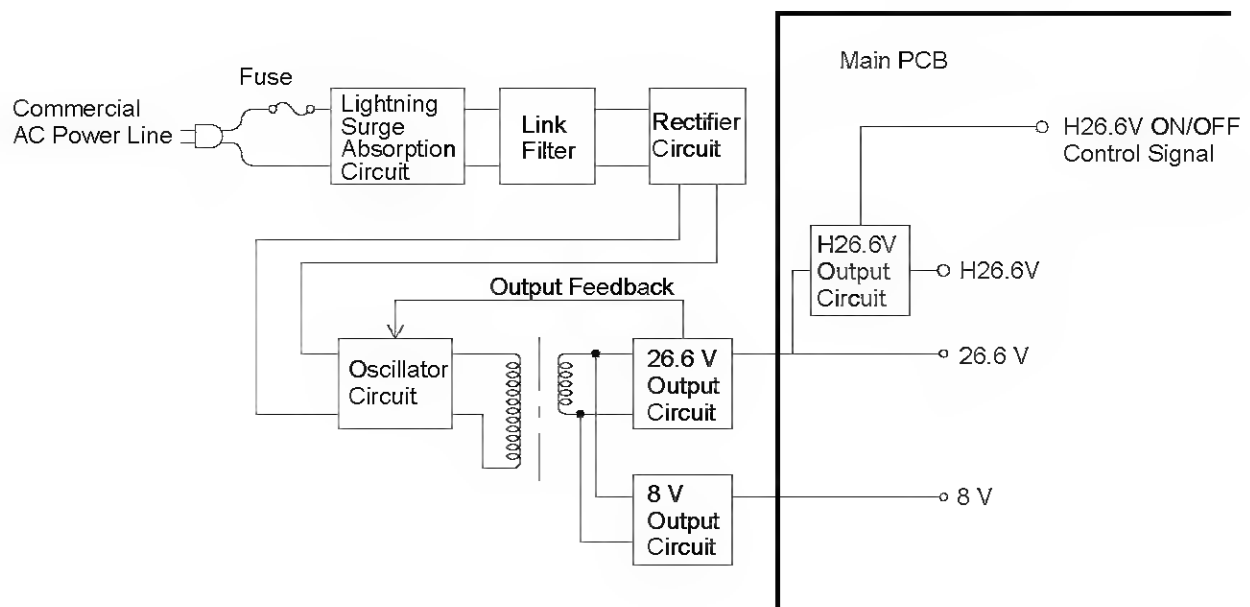 Main PCB
Fuse
Commercial
AC Power Line
Lightning
Surge
Absorption
Circuit
Link
Filter
Rectifier
Circuit
H26.6V ON/OFF
Control Signal
H26.6V
Output
Circuit
H26.6V
Output Feedback
Oscillator
Circuit
26.6 V
Output
Circuit
26.6 V
8 V
Output
Circuit
8 V